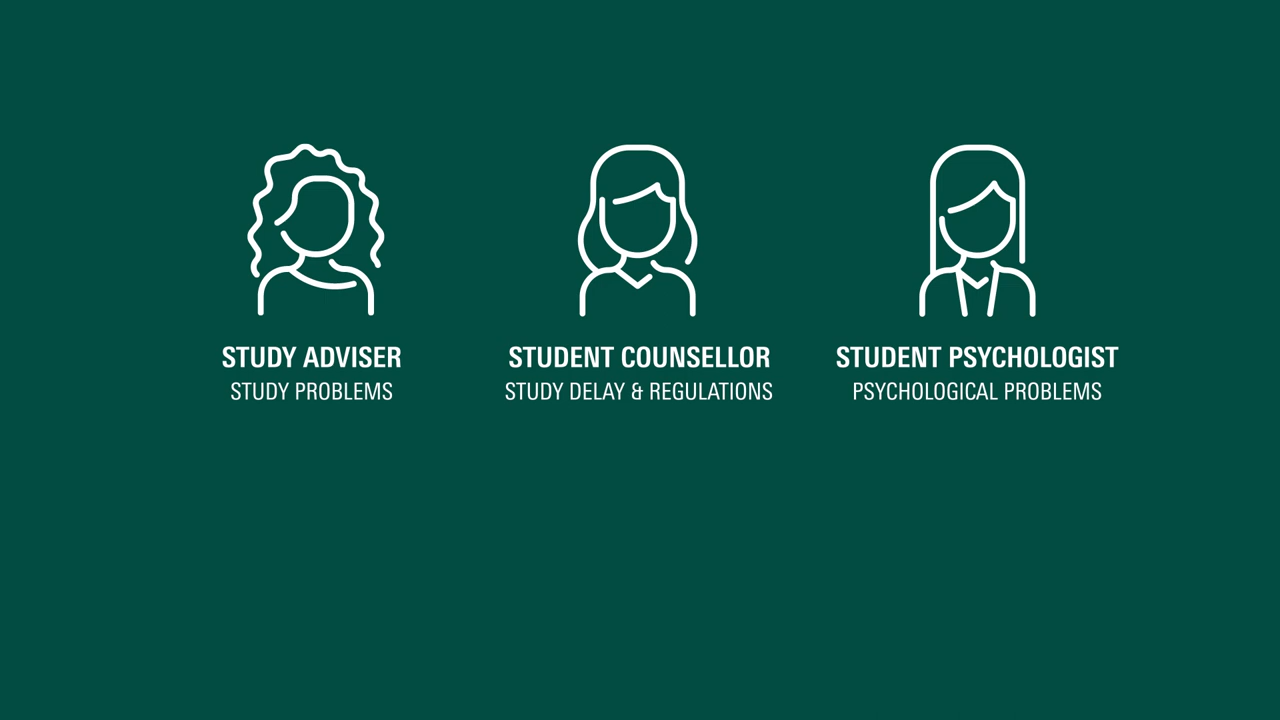 STUDY ADVISER
STUDY PROBLEMS
STUDENT COUNSELLOR
STUDY DELAY & REGULATIONS
STUDENT PSYCHOLOGIST
PSYCHOLOGICAL PROBLEMS